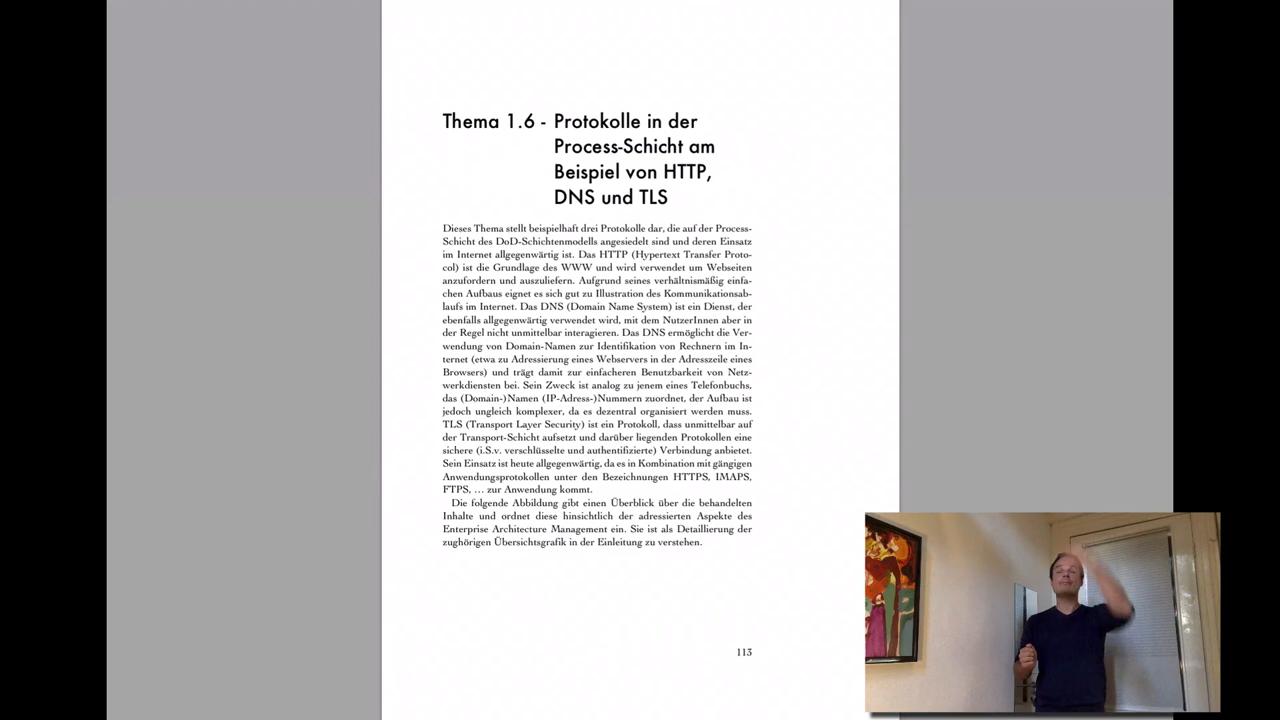 Thema 1.6 - Protokolle in der
Process-Schicht am
Beispiel von HTTP,
DNS und TLS
Dieses Thema stellt beispielhaft drei Protokolle dar, die auf der Process-
Schicht des DoD-Schichtenmodells angesiedelt sind und deren Einsatz
im Internet allgegenwärtig ist. Das HTTP (Hypertext Transfer Proto-
col) ist die Grundlage des WWW und wird verwendet um Webseiten
anzufordern und auszuliefern. Aufgrund seines verhältnismäßig einfa-
chen Aufbaus eignet es sich gut zu Illustration des Kommunikationsab-
laufs im Internet. Das DNS (Domain Name System) ist ein Dienst, der
ebenfalls allgegenwärtig verwendet wird, mit dem NutzerInnen aber in
der Regel nicht unmittelbar interagieren. Das DNS ermöglicht die Ver-
wendung von Domain-Namen zur Identifikation von Rechnern im In-
ternet (etwa zu Adressierung eines Webservers in der Adresszeile eines
Browsers) und trägt damit zur einfacheren Benutzbarkeit von Netz-
werkdiensten bei. Sein Zweck ist analog zu jenem eines Telefonbuchs,
das (Domain-)Namen (IP-Adress-)Nummern zuordnet, der Aufbau ist
jedoch ungleich komplexer, da es dezentral organisiert werden muss.
TLS (Transport Layer Security) ist ein Protokoll, dass unmittelbar auf
der Transport-Schicht aufsetzt und darüber liegenden Protokollen eine
sichere (i.S.v. verschlüsselte und authentifizierte) Verbindung anbietet.
Sein Einsatz ist heute allgegenwärtig, da es in Kombination mit gängigen
Anwendungsprotokollen unter den Bezeichnungen HTTPS, IMAPS,
FTPS, … zur Anwendung kommt.
Die folgende Abbildung gibt einen Überblick über die behandelten
Inhalte und ordnet diese hinsichtlich der adressierten Aspekte des
Enterprise Architecture Management ein. Sie ist als Detaillierung der
zughörigen Übersichtsgrafik in der Einleitung zu verstehen.
113